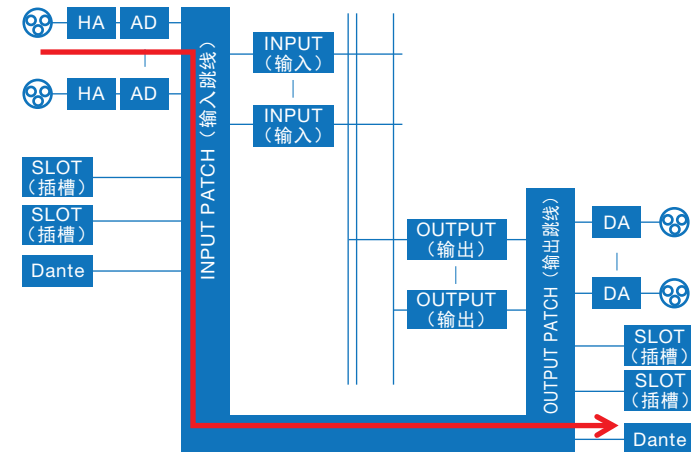 HA
AD
HA
AD
SLOT
（插槽）
SLOT
（插槽）
Dante
INPUT PATCH（输入跳线）
INPUT
（输入）
INPUT
（输入）
OUTPUT
（输出）
OUTPUT
（输出）
OUTPUT PATCH（输出跳线）
DA
DA
SLOT
（插槽）
SLOT
（插槽）
Dante